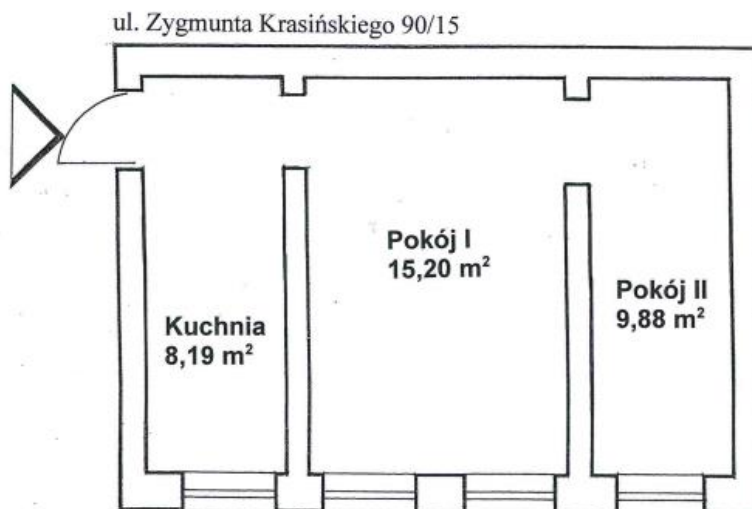 ul. Zygmunta Krasińskiego 90/15
Pokój I
15,20 m²
Pokój II
9,88 m²
Kuchnia
8,19 m²